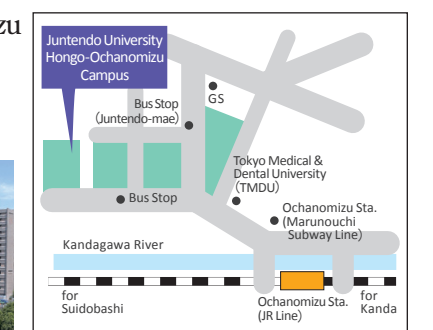 zu
Juntendo University
Hongo-Ochanomizu
Campus
GS
Bus Stop
(Juntendo-mae)
Tokyo Medical &
Dental University
(TMDU)
Bus Stop
Ochanomizu Sta.
(Marunouchi
Subway Line)
Kandagawa River
for
Suidobashi
Ochanomizu Sta.
(JR Line)
for
Kanda